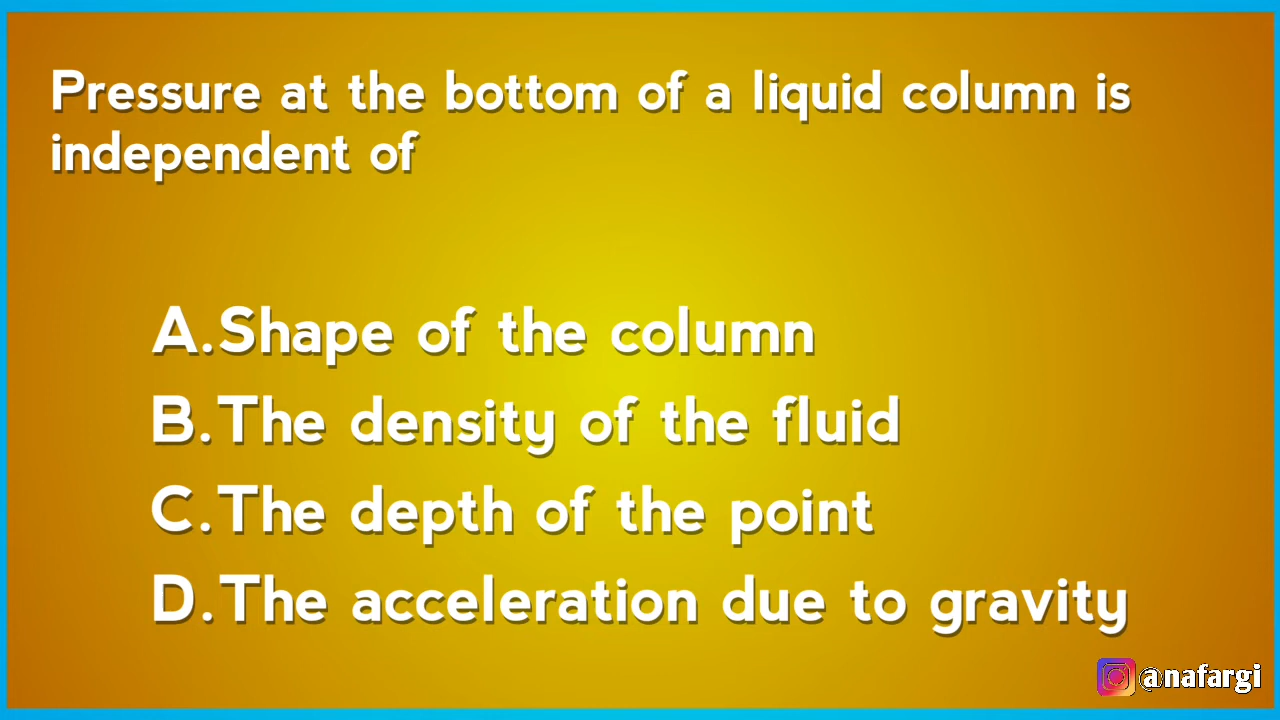 Pressure at the bottom of a liquid column is
independent of
A.Shape of the column
B.The density of the fluid
C.The depth of the point
D.The acceleration due to gravity
@nafargi